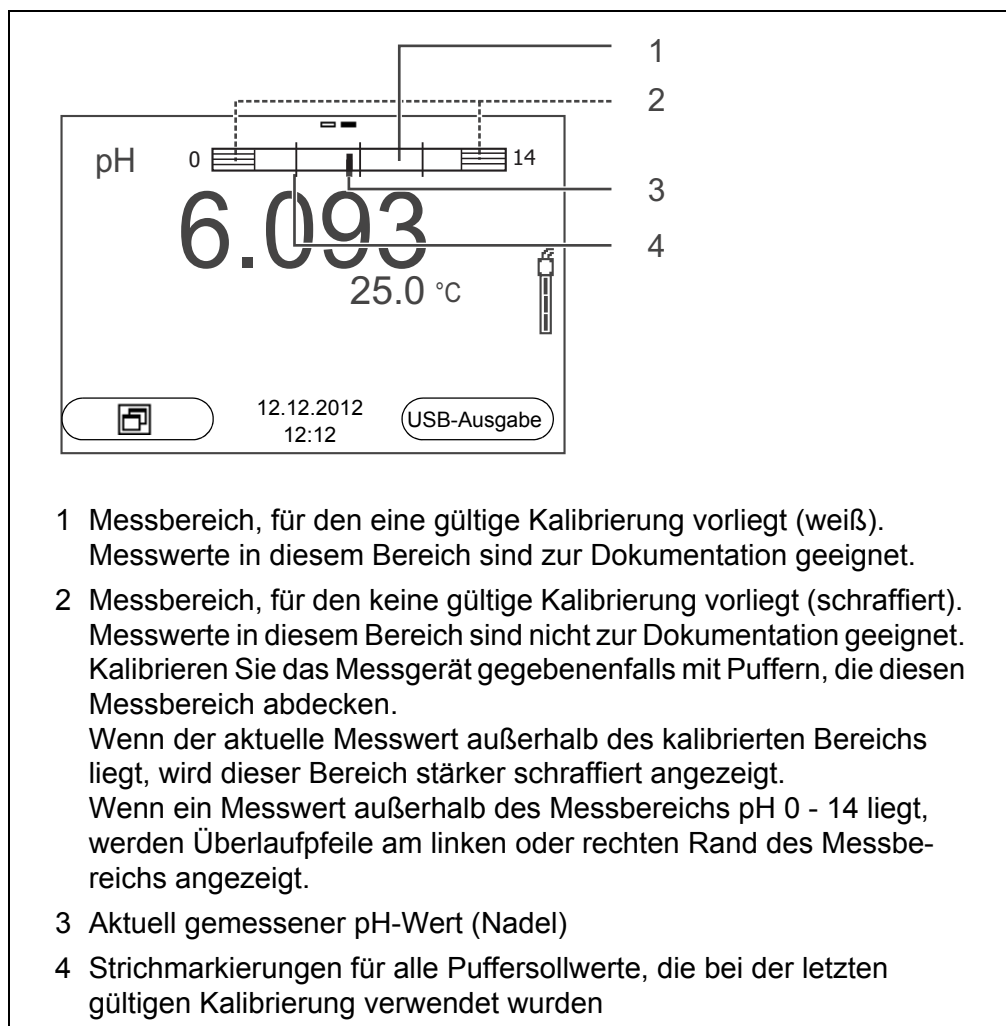 1
2
pH
0
14
3
6.093
4
25.0 °C
12.12.2012
12:12
USB-Ausgabe
1 Messbereich, für den eine gültige Kalibrierung vorliegt (weiß).
Messwerte in diesem Bereich sind zur Dokumentation geeignet.
2 Messbereich, für den keine gültige Kalibrierung vorliegt (schraffiert).
Messwerte in diesem Bereich sind nicht zur Dokumentation geeignet.
Kalibrieren Sie das Messgerät gegebenenfalls mit Puffern, die diesen
Messbereich abdecken.
Wenn der aktuelle Messwert außerhalb des kalibrierten Bereichs
liegt, wird dieser Bereich stärker schraffiert angezeigt.
Wenn ein Messwert außerhalb des Messbereichs pH 0 - 14 liegt,
werden Überlaufpfeile am linken oder rechten Rand des Messbe-
reichs angezeigt.
3 Aktuell gemessener pH-Wert (Nadel)
4 Strichmarkierungen für alle Puffersollwerte, die bei der letzten
gültigen Kalibrierung verwendet wurden